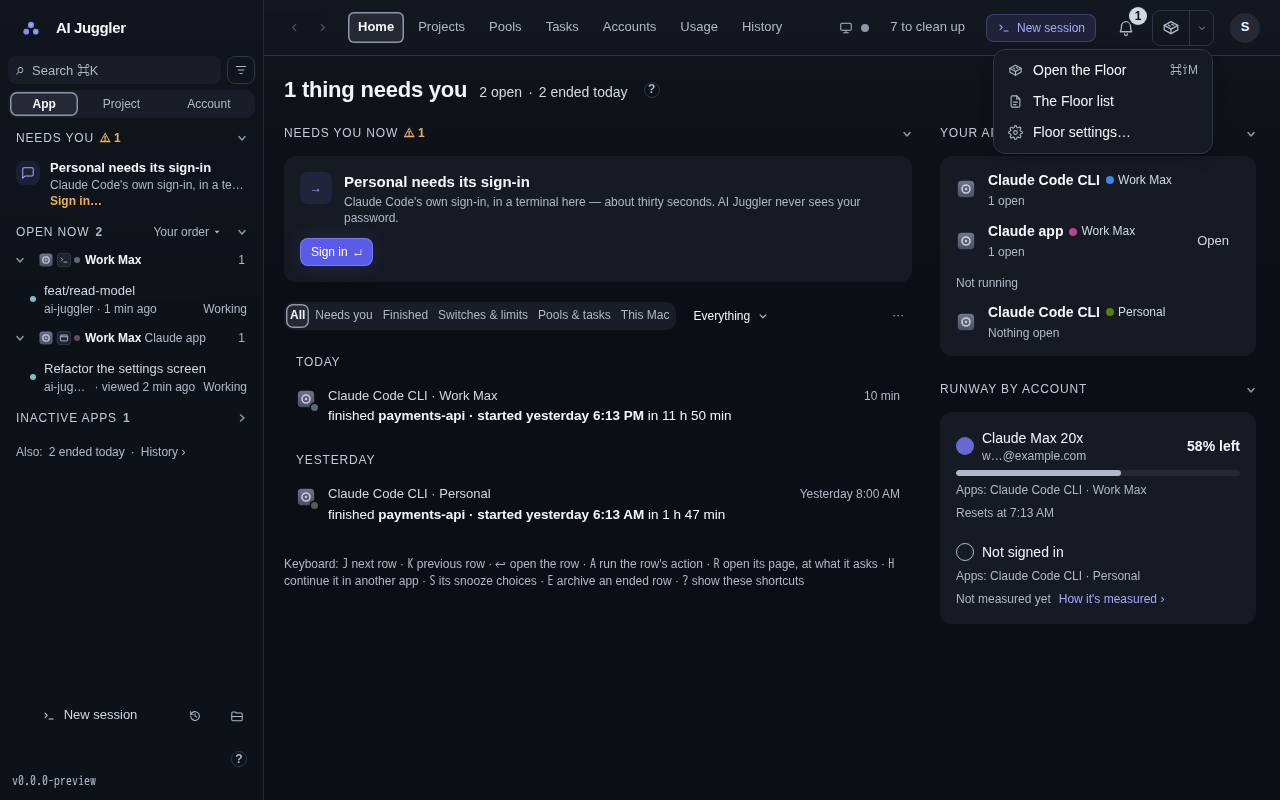 AI Juggler
Search ⌘K
App Project Account
NEEDS YOU 1
Personal needs its sign-in
Claude Code's own sign-in, in a te…
Sign in…
OPEN NOW 2 Your order
Work Max 1
feat/read-model
ai-juggler · 1 min ago Working
Work Max Claude app 1
Refactor the settings screen
ai-jug… · viewed 2 min ago Working
INACTIVE APPS 1
Also: 2 ended today · History ›
New session
?
v0.0.0-preview
Home Projects Pools Tasks Accounts Usage History
7 to clean up
New session
1
S
Open the Floor ⌘⇧M
The Floor list
Floor settings…
1 thing needs you 2 open · 2 ended today ?
NEEDS YOU NOW 1
Personal needs its sign-in
Claude Code's own sign-in, in a terminal here — about thirty seconds. AI Juggler never sees your
password.
Sign in ↵
All Needs you Finished Switches & limits Pools & tasks This Mac Everything ···
TODAY
Claude Code CLI · Work Max 10 min
finished payments-api · started yesterday 6:13 PM in 11 h 50 min
YESTERDAY
Claude Code CLI · Personal Yesterday 8:00 AM
finished payments-api · started yesterday 6:13 AM in 1 h 47 min
Keyboard: J next row · K previous row · ↩ open the row · A run the row's action · R open its page, at what it asks · H
continue it in another app · S its snooze choices · E archive an ended row · ? show these shortcuts
YOUR AP
Claude Code CLI Work Max
1 open
Claude app Work Max
1 open
Open
Not running
Claude Code CLI Personal
Nothing open
RUNWAY BY ACCOUNT
Claude Max 20x
w…@example.com
58% left
Apps: Claude Code CLI · Work Max
Resets at 7:13 AM
Not signed in
Apps: Claude Code CLI · Personal
Not measured yet How it's measured ›